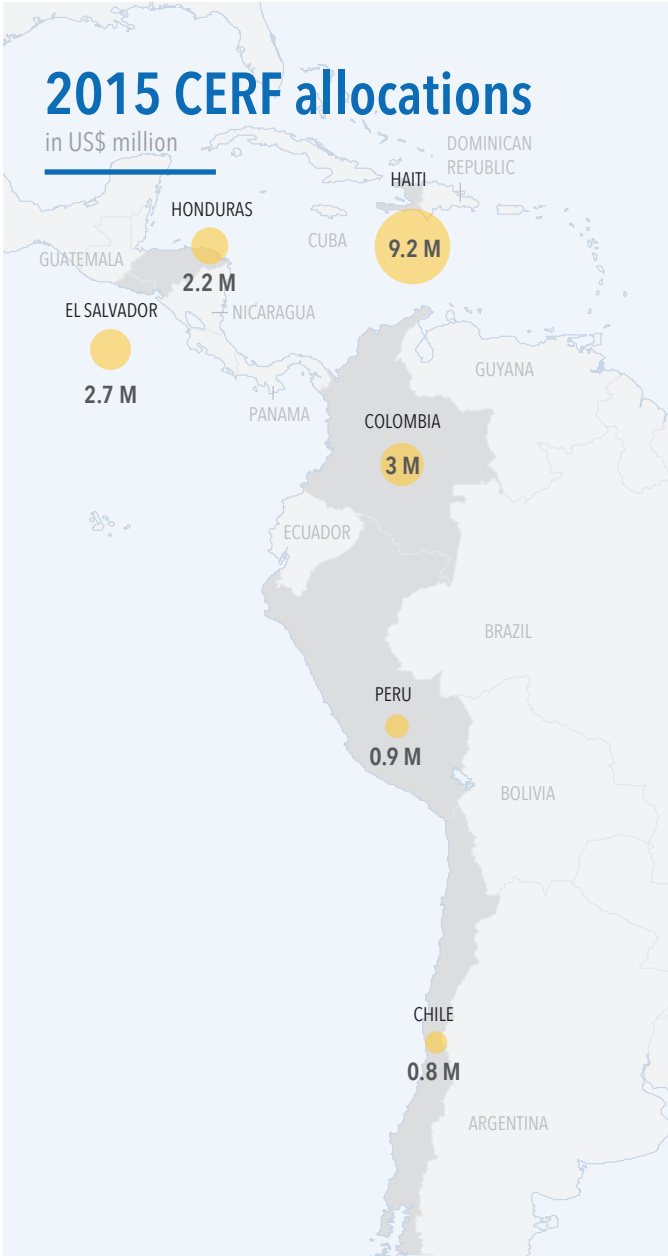 2015 CERF allocations
in US$ million
DOMINICAN
REPUBLIC
HAITI
HONDURAS
CUBA
9.2 M
GUATEMALA
2.2 M
EL SALVADOR
NICARAGUA
2.7 M
GUYANA
PANAMA
COLOMBIA
3 M
ECUADOR
BRAZIL
PERU
0.9 M
BOLIVIA
CHILE
0.8 M
ARGENTINA